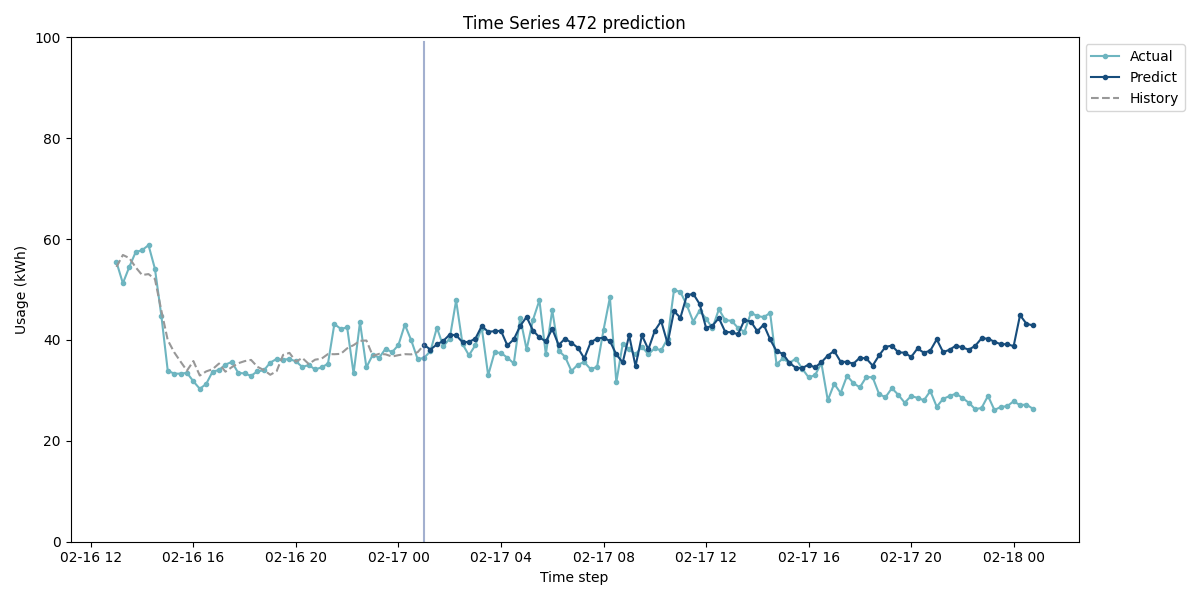 Time Series 472 prediction
100
80
60
40
20
0
Usage (kWh)
02-16 12 02-16 16 02-16 20 02-17 00 02-17 04 02-17 08 02-17 12 02-17 16 02-17 20 02-18 00
Time step
Actual
Predict
History